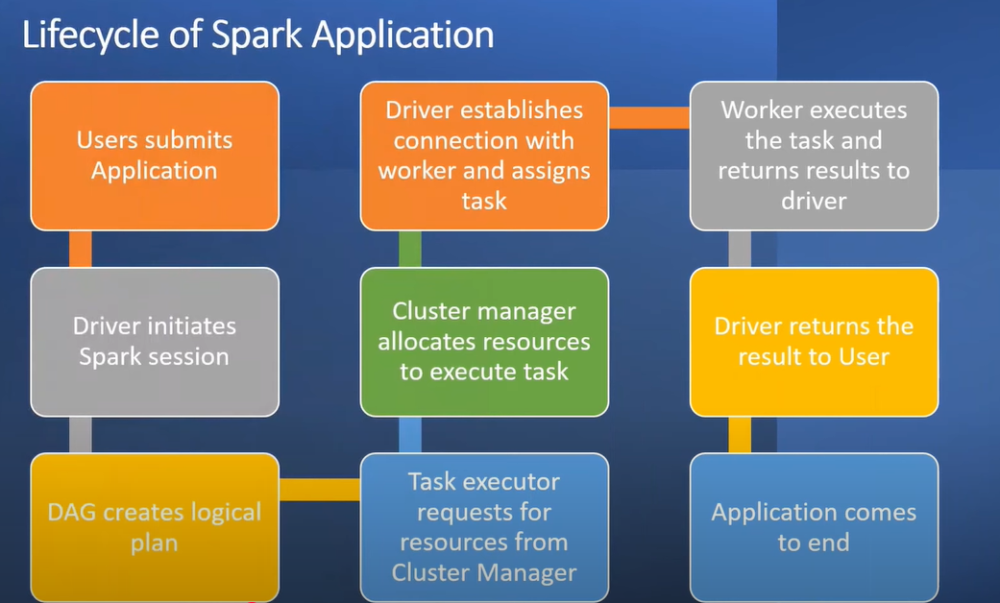 Lifecycle of Spark Application
Users submits
Application
Driver initiates
Spark session
DAG creates logical
plan
Task executor
requests for
resources from
Cluster Manager
Cluster manager
allocates resources
to execute task
Driver establishes
connection with
worker and assigns
task
Worker executes
the task and
returns results to
driver
Driver returns the
result to User
Application comes
to end